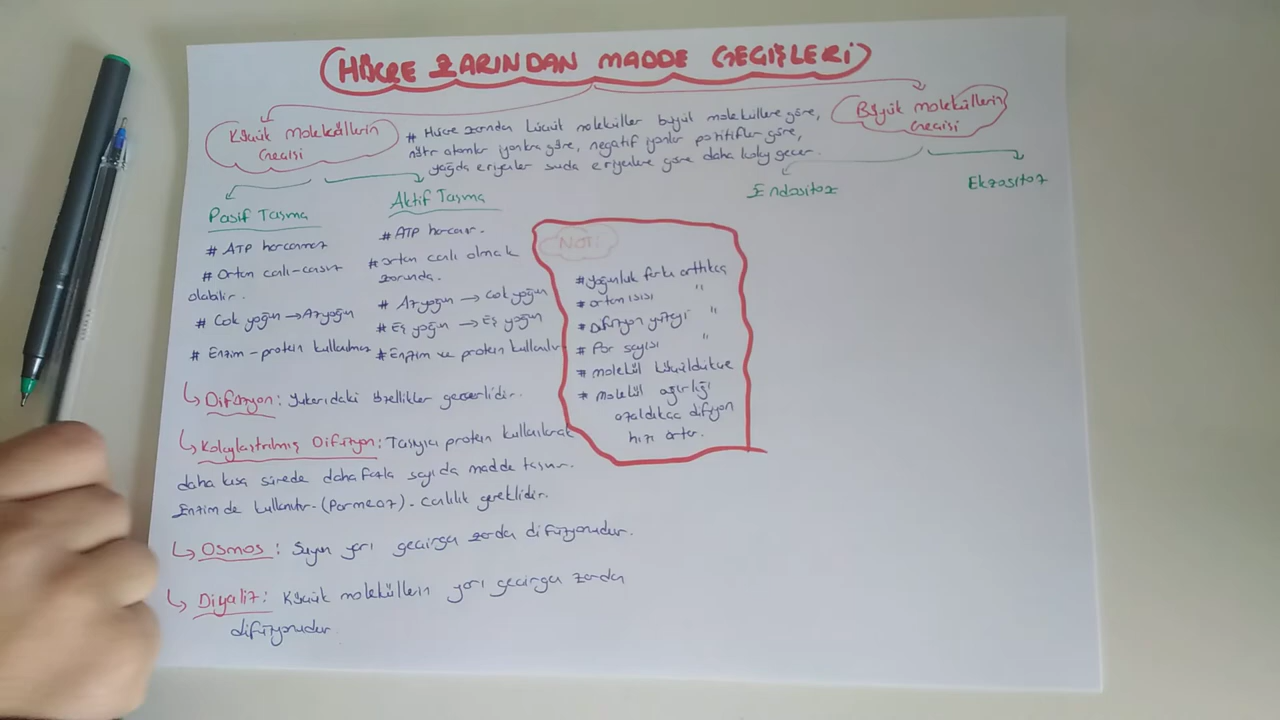 HÜCRE ZARINDAN MADDE GEÇİŞLERİ
Küçük Moleküllerin
Geçişi
# Hücre zarında küçük moleküller büyük moleküllere göre,
nötr atomlar iyonlara göre, negatif iyonlar pozitiflere göre,
yağda eriyenler suda eriyenlere göre daha kolay geçer.
Büyük moleküllerin
Geçişi
Pasif Taşıma
# ATP harcanmaz
# Ortam canlı-cansız
olabilir.
# Çok yoğun → Az yoğun
# Enzim-protein kullanılmaz
Aktif Taşıma
# ATP harcanır.
# Ortam canlı olmak
zorunda.
# Az yoğun → Çok yoğun
# Eş yoğun → Eş yoğun
# Enzim ve protein kullanılır
Endositoz
Ekzositoz
NOT:
# Yoğunluk farkı arttıkça
# Ortam ısısı "
# Difüzyon yüzeyi "
# Por sayısı "
# molekül küçüldükçe
# molekül ağırlığı
azaldıkça difüzyon
hızı artar.
↳ Difüzyon: Yukarıdaki özellikler geçerlidir.
↳ Kolaylaştırılmış Difüzyon: Taşıyıcı protein kullanılarak
daha kısa sürede daha fazla sayıda madde taşınır.
Enzim de kullanılır. (Permeaz). Canlılık gereklidir.
↳ Osmos: Suyun yarı geçirgen zarda difüzyonudur.
↳ Diyaliz: Küçük moleküllerin yarı geçirgen zarda
difüzyonudur.